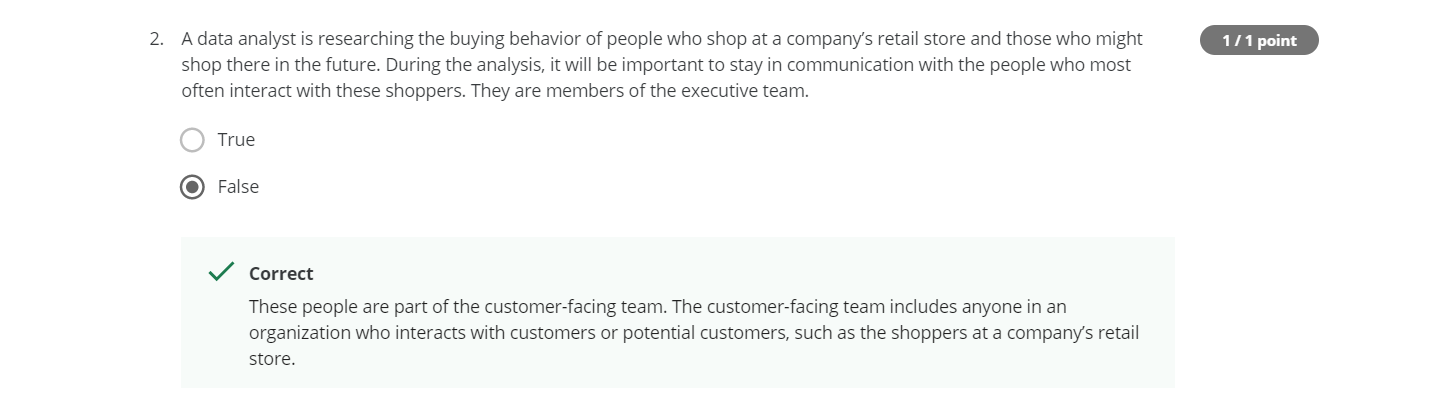 2. A data analyst is researching the buying behavior of people who shop at a company’s retail store and those who might
1 / 1 point
shop there in the future. During the analysis, it will be important to stay in communication with the people who most
often interact with these shoppers. They are members of the executive team.
True
False
Correct
These people are part of the customer-facing team. The customer-facing team includes anyone in an
organization who interacts with customers or potential customers, such as the shoppers at a company’s retail
store.